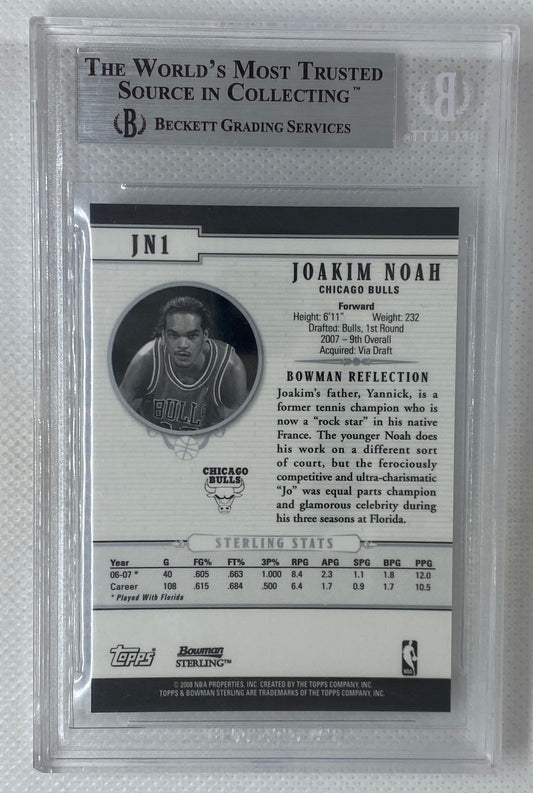 THE WORLD'S MOST TRUSTED
SOURCE IN COLLECTING™
B BECKETT GRADING SERVICES
B
BECKETT®
JN1
JOAKIM NOAH
CHICAGO BULLS
Forward
Height: 6'11" Weight: 232
Drafted: Bulls, 1st Round
2007 – 9th Overall
Acquired: Via Draft
BOWMAN REFLECTION
Joakim's father, Yannick, is a
former tennis champion who is
now a "rock star" in his native
France. The younger Noah does
his work on a different sort
of court, but the ferociously
competitive and ultra-charismatic
"Jo" was equal parts champion
and glamorous celebrity during
his three seasons at Florida.
BULLS
CHICAGO
BULLS
STERLING STATS
Year G FG% FT% 3P% RPG APG SPG BPG PPG
06-07 * 40 .605 .663 1.000 8.4 2.3 1.1 1.8 12.0
Career 108 .615 .684 .500 6.4 1.7 0.9 1.7 10.5
* Played With Florida
Topps Bowman
STERLING™
NBA
© 2008 NBA PROPERTIES, INC. CREATED BY THE TOPPS COMPANY, INC.
TOPPS & BOWMAN STERLING ARE TRADEMARKS OF THE TOPPS COMPANY, INC.